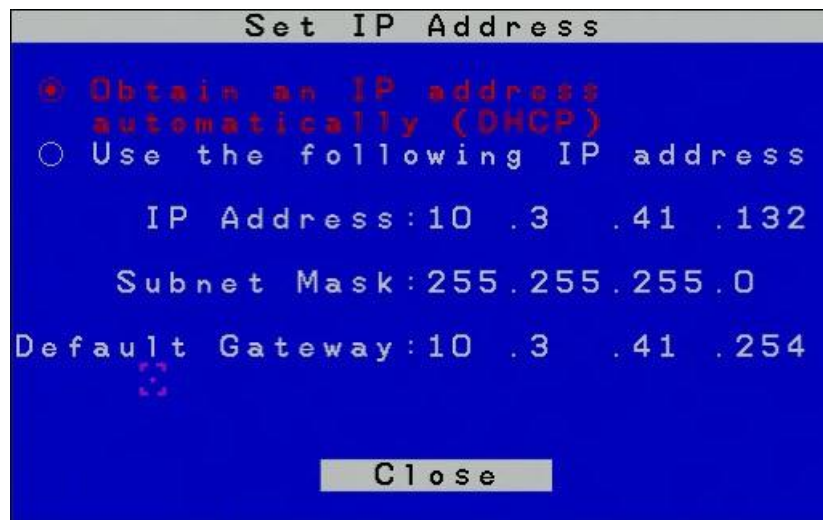 Set IP Address
Obtain an IP address
automatically (DHCP)
Use the following IP address
IP Address:10 .3 .41 .132
Subnet Mask:255.255.255.0
Default Gateway:10 .3 .41 .254
Close